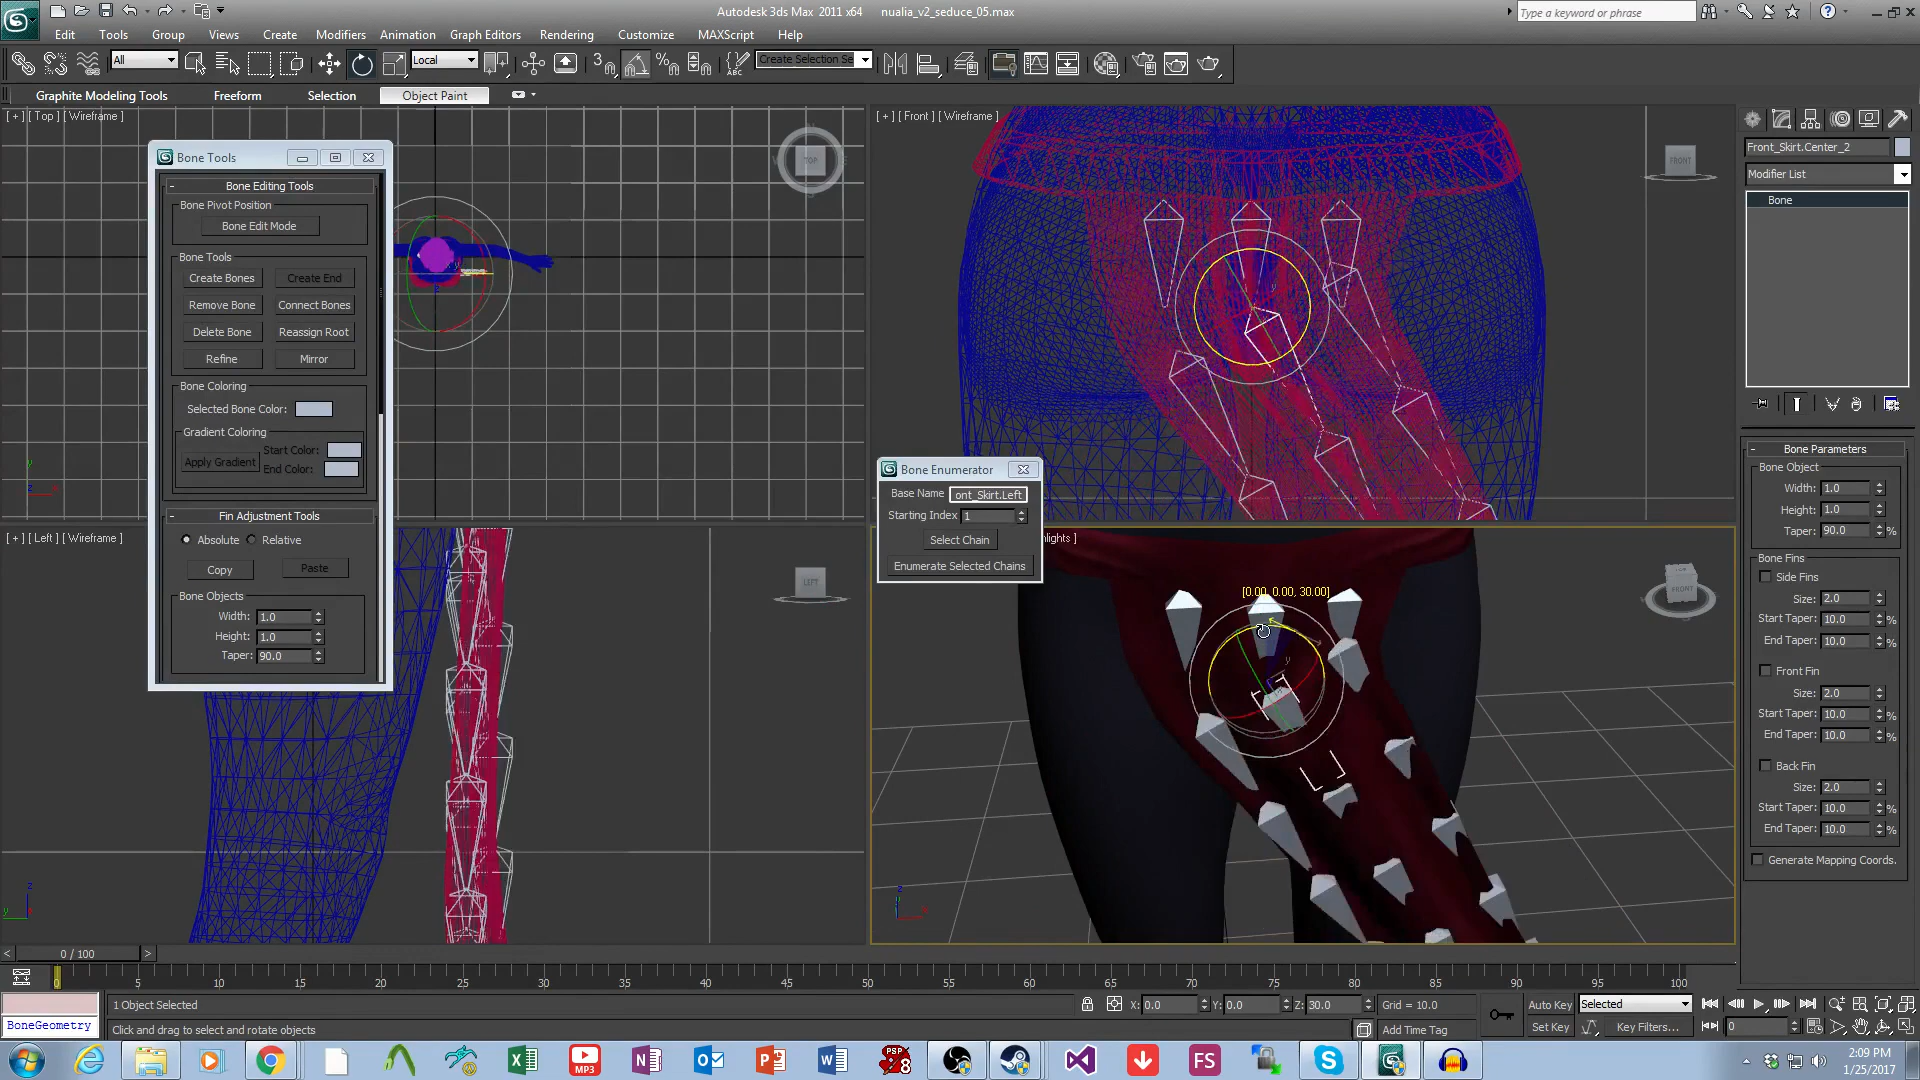 Autodesk 3ds Max 2011 x64 nualia_v2_seduce_05.max
Type a keyword or phrase
Edit Tools Group Views Create Modifiers Animation Graph Editors Rendering Customize MAXScript Help
All Local Create Selection Se
Graphite Modeling Tools Freeform Selection Object Paint
[ + ] [ Top ] [ Wireframe ]
TOP
[ + ] [ Front ] [ Wireframe ]
FRONT
Front_Skirt.Center_2
Modifier List
Bone
Bone Tools
Bone Editing Tools
Bone Pivot Position
Bone Edit Mode
Bone Tools
Create Bones Create End
Remove Bone Connect Bones
Delete Bone Reassign Root
Refine Mirror
Bone Coloring
Selected Bone Color:
Gradient Coloring
Start Color:
Apply Gradient
End Color:
Fin Adjustment Tools
Absolute Relative
Copy Paste
Bone Objects
Width: 1.0
Height: 1.0
Taper: 90.0
Bone Enumerator
Base Name ont_Skirt.Left
Starting Index 1
Select Chain
Enumerate Selected Chains
[ + ] [ Left ] [ Wireframe ]
LEFT
hlights ]
[0.00, 0.00, 30.00]
FRONT
Bone Parameters
Bone Object
Width: 1.0
Height: 1.0
Taper: 90.0 %
Bone Fins
Side Fins
Size: 2.0
Start Taper: 10.0 %
End Taper: 10.0 %
Front Fin
Size: 2.0
Start Taper: 10.0 %
End Taper: 10.0 %
Back Fin
Size: 2.0
Start Taper: 10.0 %
End Taper: 10.0 %
Generate Mapping Coords.
< 0 / 100 >
0 5 10 15 20 25 30 35 40 45 50 55 60 65 70 75 80 85 90 95 100
1 Object Selected
X: 0.0 Y: 0.0 Z: 30.0 Grid = 10.0
Auto Key Selected
BoneGeometry
Click and drag to select and rotate objects
Add Time Tag
Set Key Key Filters... 0
MP3
PSP 8
FS
2:09 PM
1/25/2017